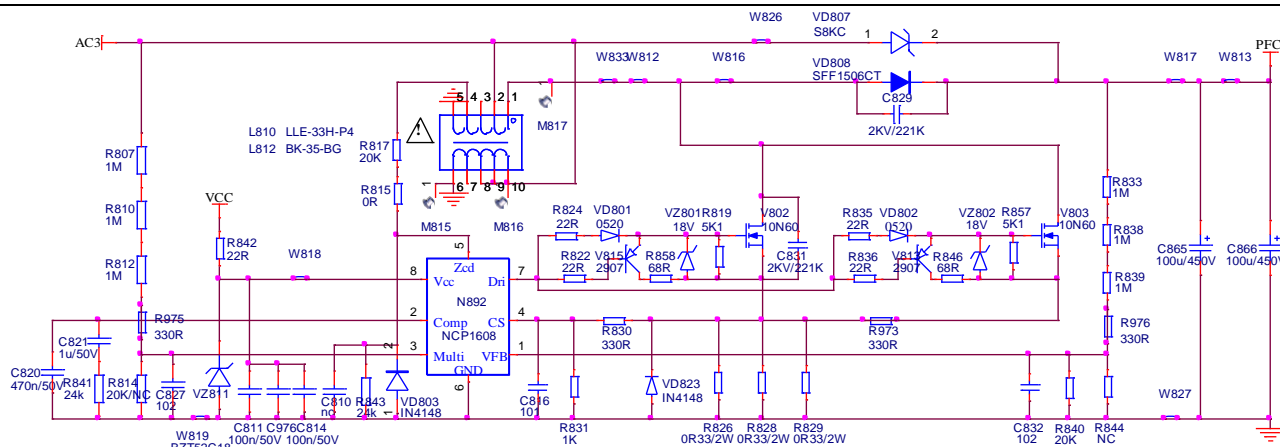 W826
VD807
S8KC
AC3
1
2
PFC
W833
W812
W816
VD808
SFF1506CT
W817
W813
5 4 3 2 1
1
C829
2KV/221K
M817
L810 LLE-33H-P4
L812 BK-35-BG
R817
20K
R807
1M
R815
0R
1
6 7 8 9 10
R833
1M
VCC
R810
1M
M815
M816
R824
22R
VD801
0520
VZ801
18V
R819
5K1
V802
10N60
R835
22R
VD802
0520
VZ802
18V
R857
5K1
V803
10N60
R838
1M
R842
22R
W818
5
Zcd
R812
1M
8
Vcc
Dri
7
R822
22R
V815
2907
R858
68R
C831
2KV/221K
R836
22R
2907
R846
68R
R839
1M
C865
100u/450V
C866
100u/450V
N892
NCP1608
2
Comp
CS
4
R975
330R
R830
330R
R973
330R
R976
330R
C821
1u/50V
3
Multi
VFB
1
GND
6
2
C820
470n/50V
R841
24k
R814
20K/NC
C827
102
VZ811
C810
nc
R843
24k
VD803
IN4148
1
C816
101
VD823
IN4148
W827
W819
C811
100n/50V
C976
100n/50V
C814
100n/50V
R831
1K
R826
0R33/2W
R828
0R33/2W
R829
0R33/2W
C832
102
R840
20K
R844
NC